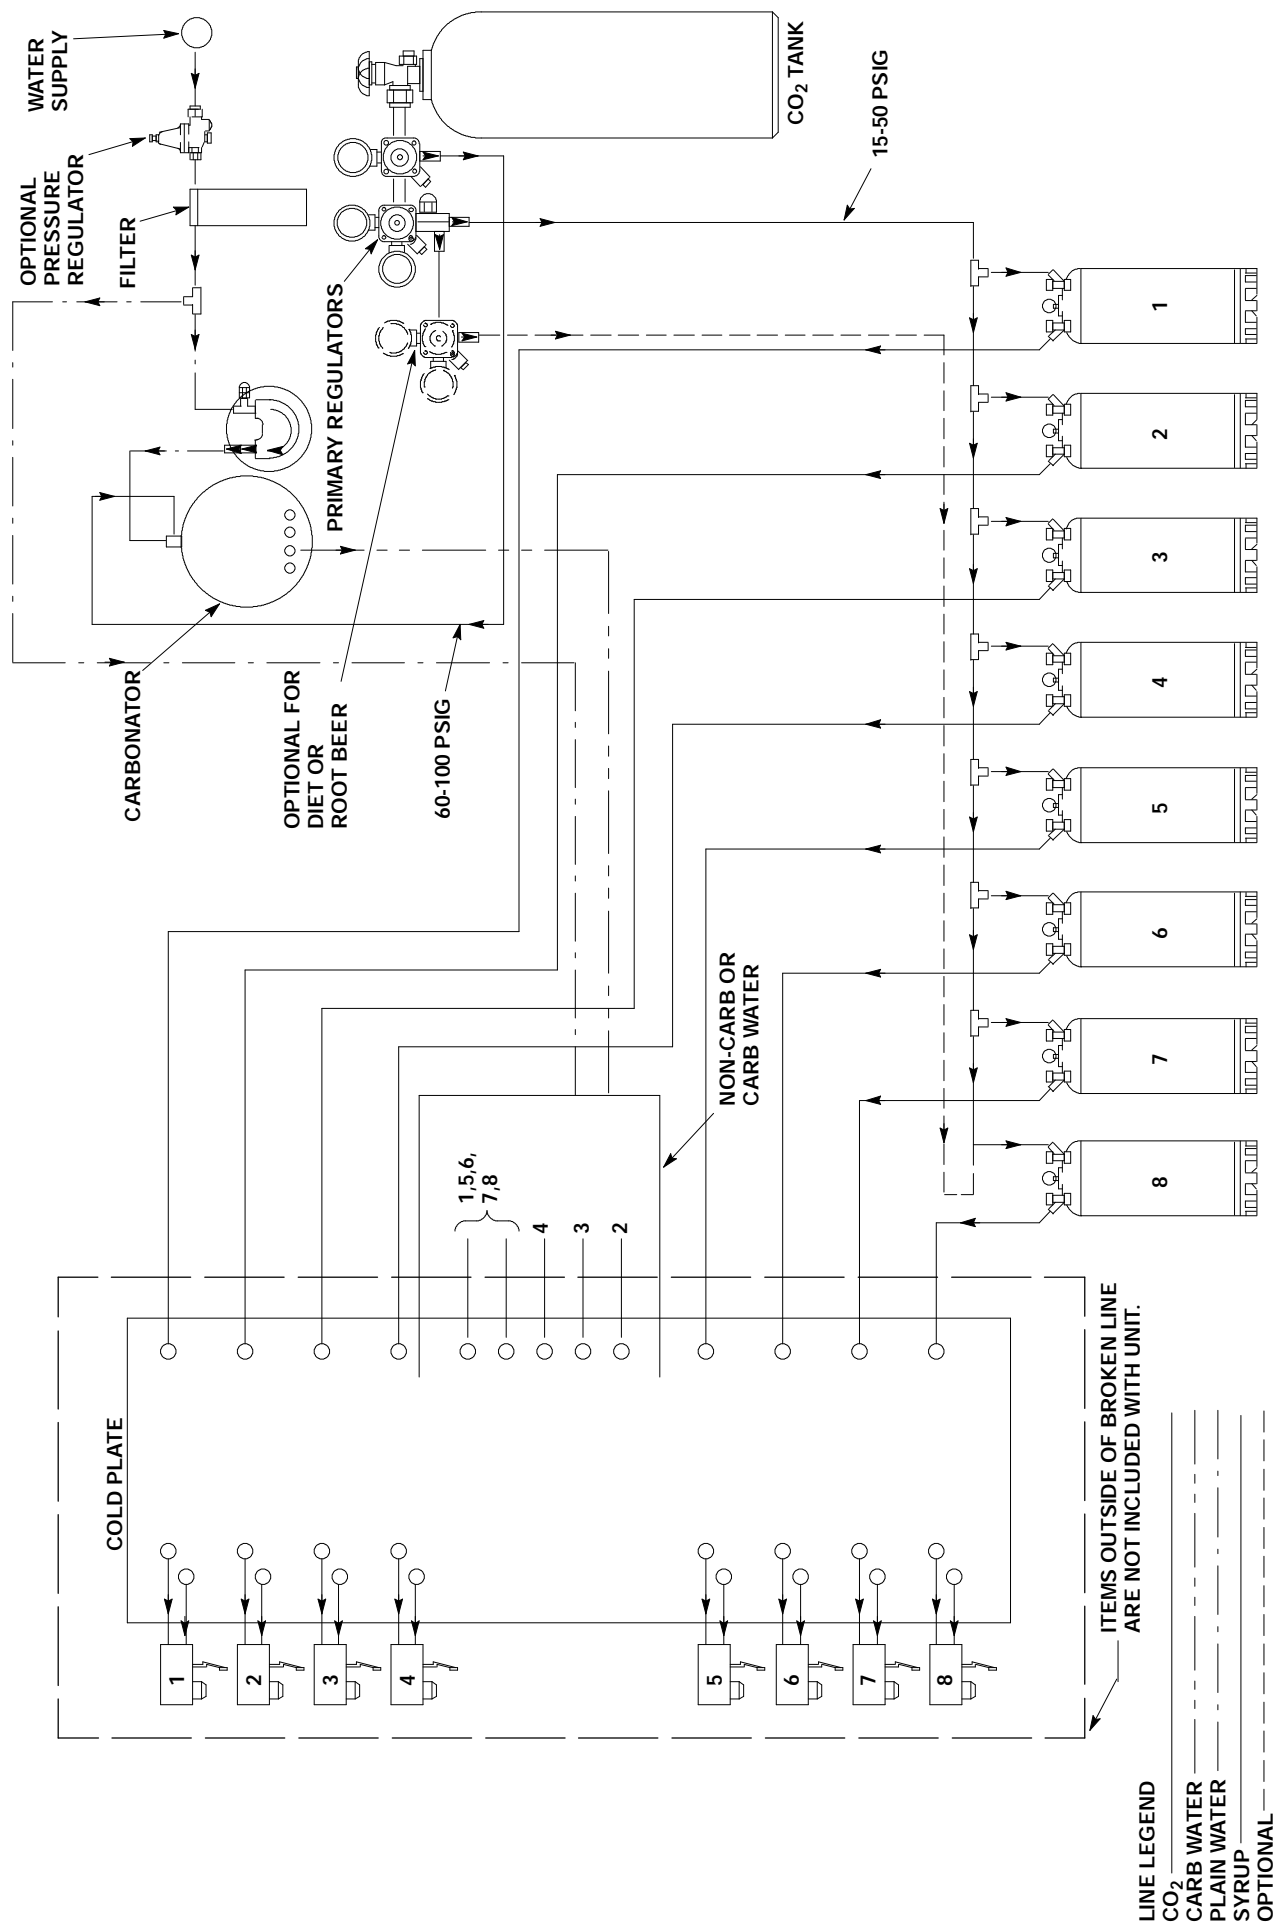 WATER
SUPPLY
OPTIONAL
PRESSURE
REGULATOR
FILTER
CO2 TANK
15-50 PSIG
PRIMARY REGULATORS
CARBONATOR
OPTIONAL FOR
DIET OR
ROOT BEER
60-100 PSIG
1
2
3
4
5
6
7
8
NON-CARB OR
CARB WATER
1,5,6,
7,8
4
3
2
COLD PLATE
1
2
3
4
5
6
7
8
ITEMS OUTSIDE OF BROKEN LINE
ARE NOT INCLUDED WITH UNIT.
LINE LEGEND
CO2
CARB WATER
PLAIN WATER
SYRUP
OPTIONAL